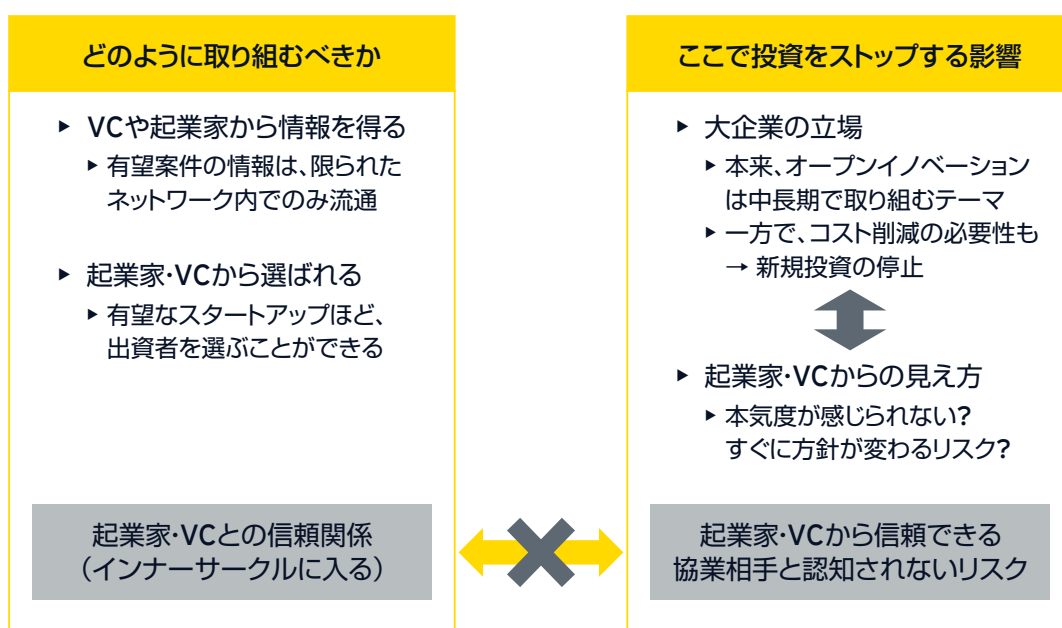 どのように取り組むべきか
▶ VCや起業家から情報を得る
▶ 有望案件の情報は、限られた
ネットワーク内でのみ流通
▶ 起業家・VCから選ばれる
▶ 有望なスタートアップほど、
出資者を選ぶことができる
起業家・VCとの信頼関係
（インナーサークルに入る）
ここで投資をストップする影響
▶ 大企業の立場
▶ 本来、オープンイノベーション
は中長期で取り組むテーマ
▶ 一方で、コスト削減の必要性も
→ 新規投資の停止
▶ 起業家・VCからの見え方
▶ 本気度が感じられない?
すぐに方針が変わるリスク?
起業家・VCから信頼できる
協業相手と認知されないリスク